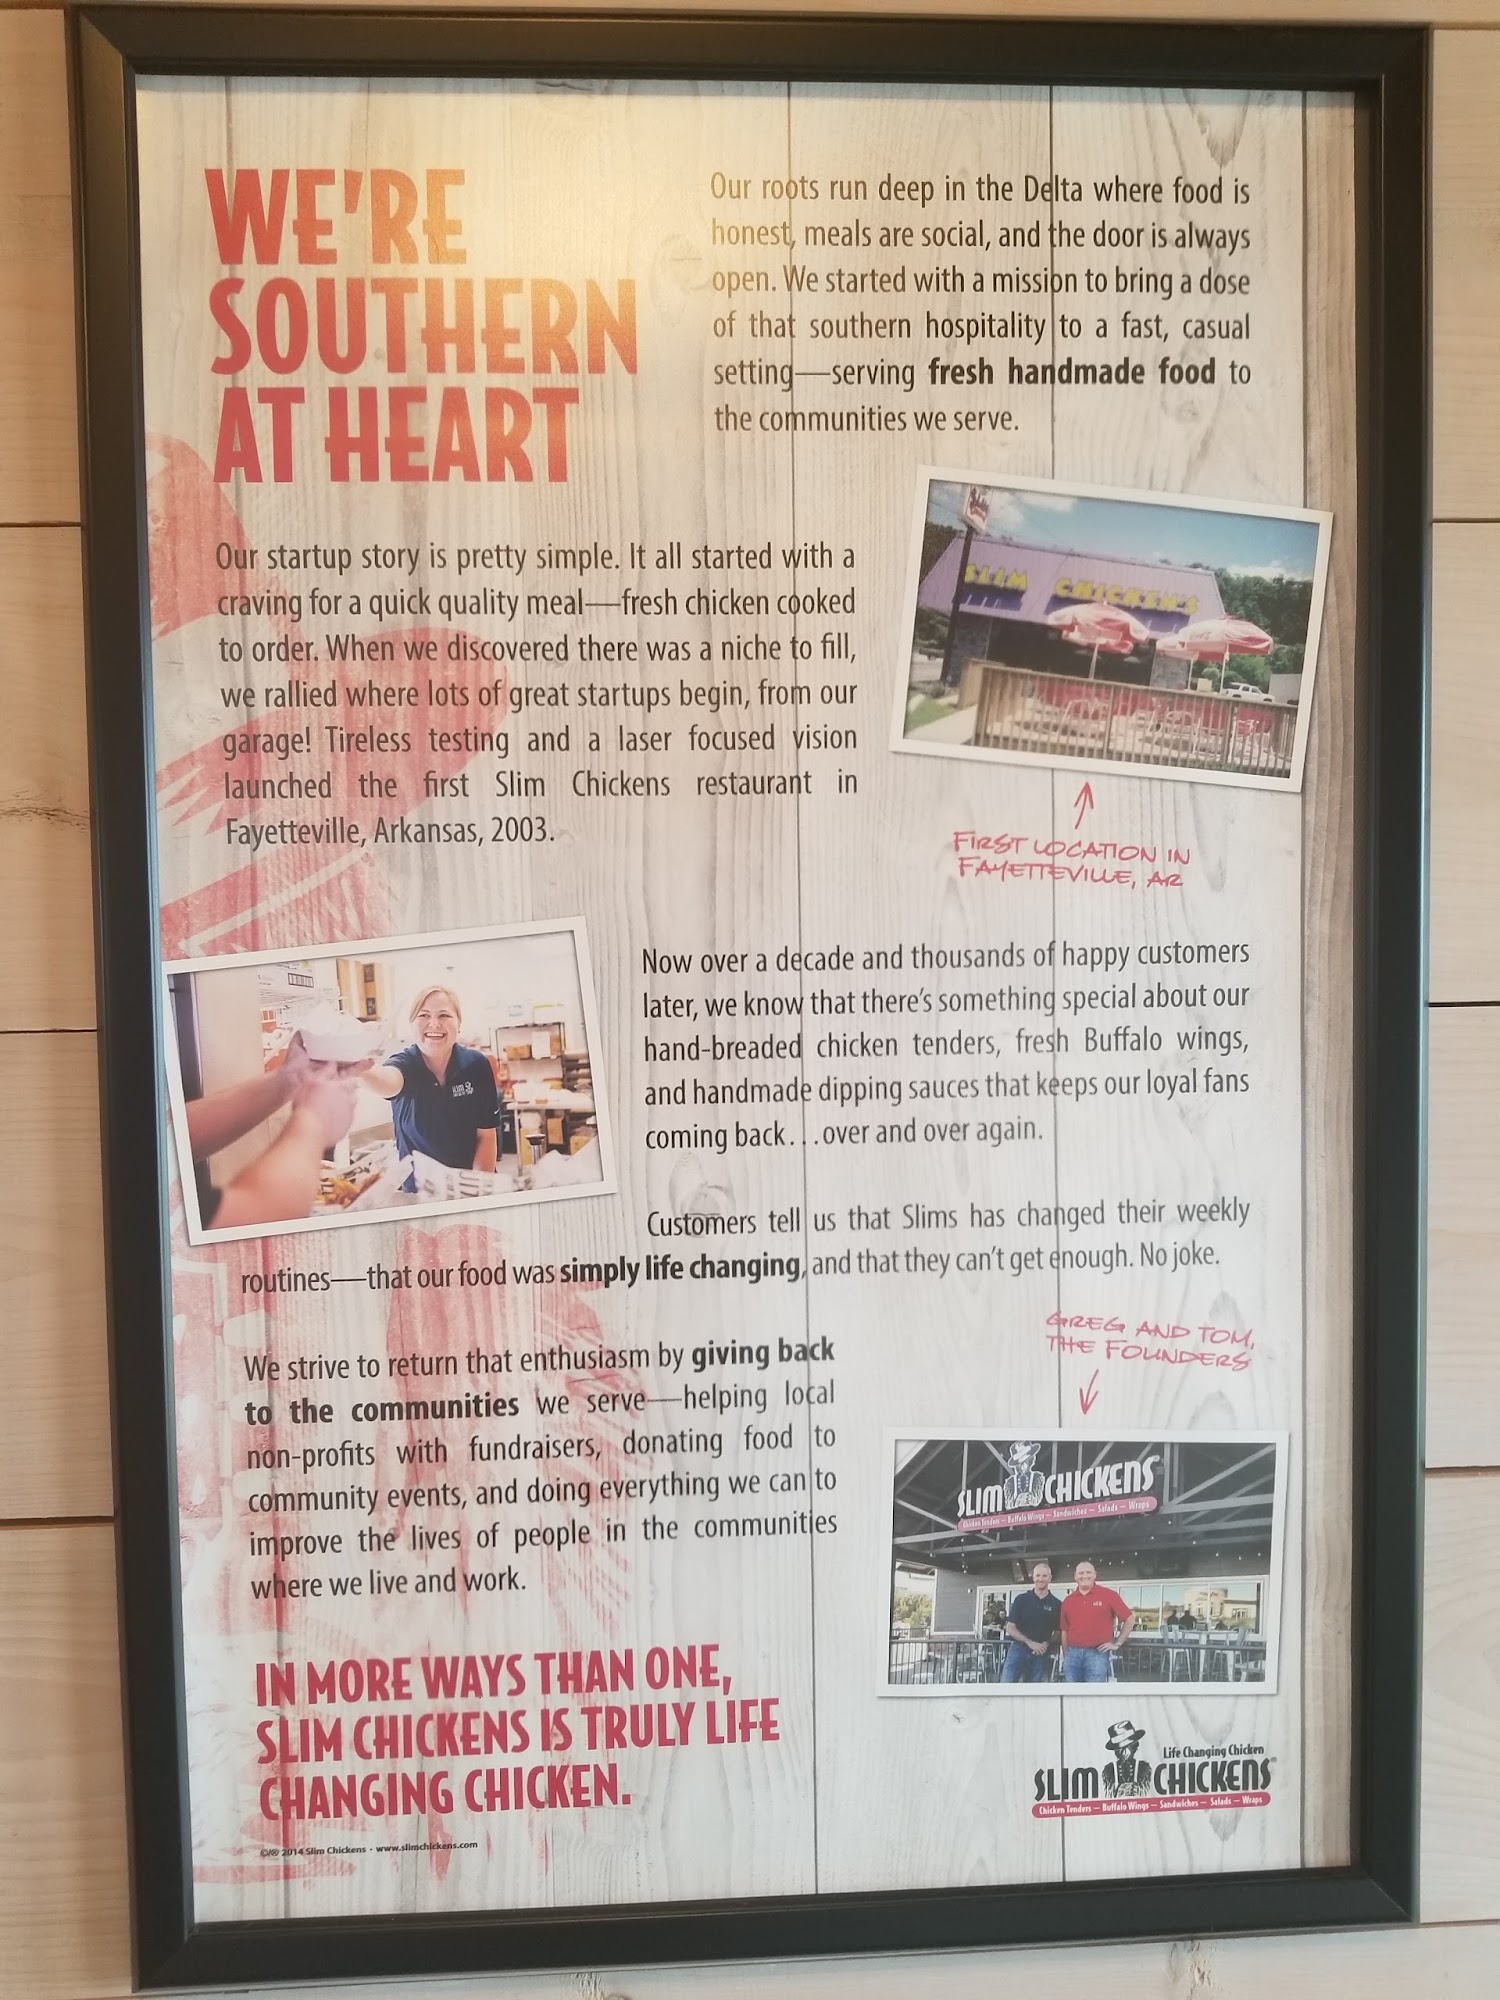 WE'RE
SOUTHERN
AT HEART
Our roots run deep in the Delta where food is
honest, meals are social, and the door is always
open. We started with a mission to bring a dose
of that southern hospitality to a fast, casual
setting—serving fresh handmade food to
the communities we serve.
Our startup story is pretty simple. It all started with a
craving for a quick quality meal—fresh chicken cooked
to order. When we discovered there was a niche to fill,
we rallied where lots of great startups begin, from our
garage! Tireless testing and a laser focused vision
launched the first Slim Chickens restaurant in
Fayetteville, Arkansas, 2003.
SLIM CHICKEN'S
FIRST LOCATION IN
FAYETTEVILLE, AR
Now over a decade and thousands of happy customers
later, we know that there's something special about our
hand-breaded chicken tenders, fresh Buffalo wings,
and handmade dipping sauces that keeps our loyal fans
coming back...over and over again.
Customers tell us that Slims has changed their weekly
routines—that our food was simply life changing, and that they can't get enough. No joke.
We strive to return that enthusiasm by giving back
to the communities we serve—helping local
non-profits with fundraisers, donating food to
community events, and doing everything we can to
improve the lives of people in the communities
where we live and work.
GREG AND TOM,
THE FOUNDERS
SLIM CHICKENS
Chicken Tenders — Buffalo Wings — Sandwiches — Salads — Wraps
IN MORE WAYS THAN ONE,
SLIM CHICKENS IS TRULY LIFE
CHANGING CHICKEN.
Life Changing Chicken
SLIM CHICKENS
Chicken Tenders — Buffalo Wings — Sandwiches — Salads — Wraps
©/® 2014 Slim Chickens - www.slimchickens.com